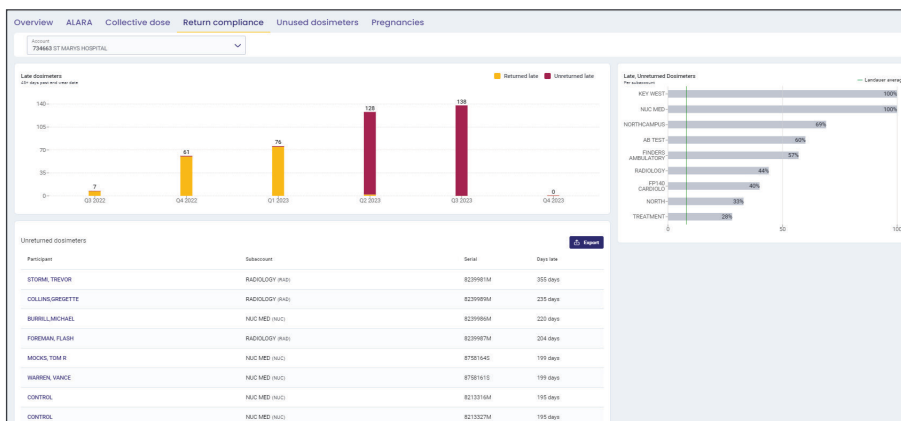 Overview ALARA Collective dose Return compliance Unused dosimeters Pregnancies
Account
734663 ST MARYS HOSPITAL
Late dosimeters
Returned late Unreturned late
140
105
70
35
0
7
61
76
128
138
0
Q3 2022 Q4 2022 Q1 2023 Q2 2023 Q3 2023 Q4 2023
Late, Unreturned Dosimeters
Per subaccount
Landauer averag
KEY WEST 100%
NUC MED 100%
NORTHCAMPUS 69%
AB TEST 60%
FINDERS
AMBULATORY 57%
RADIOLOGY 44%
FP140
CARDIOLO 40%
NORTH 33%
TREATMENT 28%
0 50 100
Unreturned dosimeters
Export
Participant Subaccount Serial Days late
STORMI, TREVOR RADIOLOGY (RAD) 8239981M 355 days
COLLINS,GREGETTE RADIOLOGY (RAD) 8239989M 235 days
BURRILL,MICHAEL NUC MED (NUC) 8239986M 220 days
FOREMAN, FLASH RADIOLOGY (RAD) 8239987M 204 days
MOCKS, TOM R NUC MED (NUC) 8758164S 199 days
WARREN, VANCE NUC MED (NUC) 8758161S 199 days
CONTROL NUC MED (NUC) 8213316M 195 days
CONTROL NUC MED (NUC) 8213327M 195 days